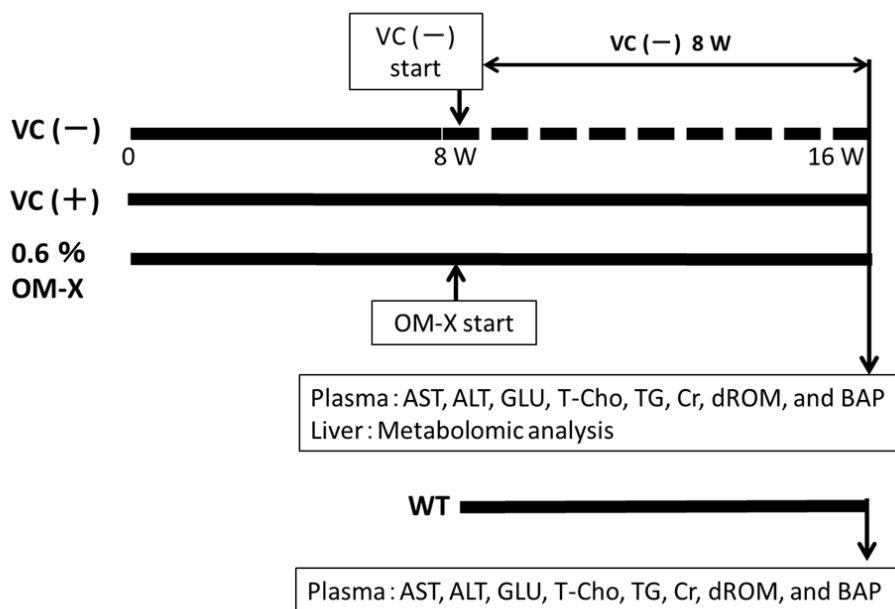 VC (−)
start
VC (−) 8 W
VC (−)
0
8 W
16 W
VC (+)
0.6 %
OM-X
OM-X start
Plasma : AST, ALT, GLU, T-Cho, TG, Cr, dROM, and BAP
Liver : Metabolomic analysis
WT
Plasma : AST, ALT, GLU, T-Cho, TG, Cr, dROM, and BAP